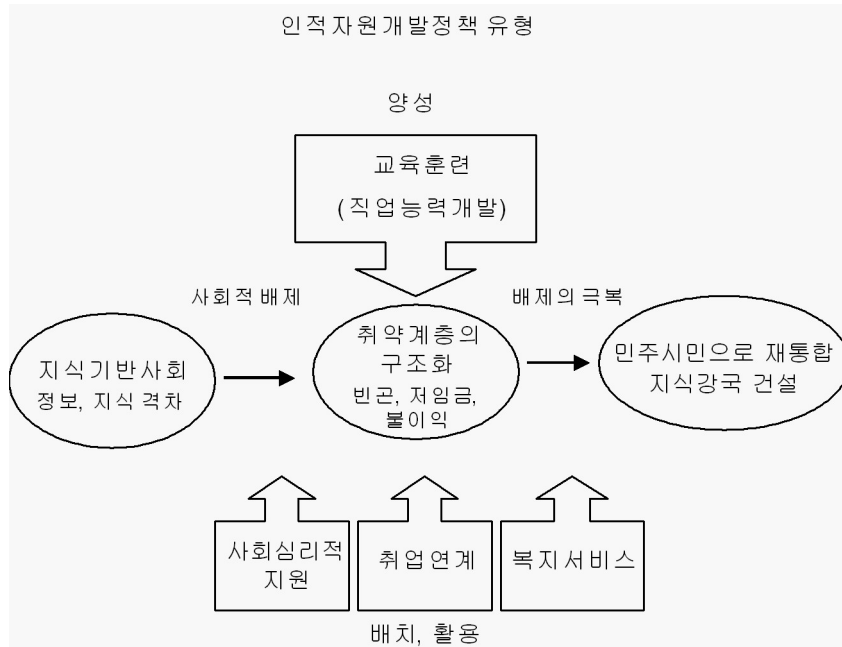 인적자원개발정책 유형
양성
교육훈련
(직업능력개발)
사회적 배제
배제의 극복
지식기반사회
정보, 지식 격차
취약계층의
구조화
빈곤, 저임금,
불이익
민주시민으로 재통합
지식강국 건설
사회심리적
지원
취업연계
복지서비스
배치, 활용